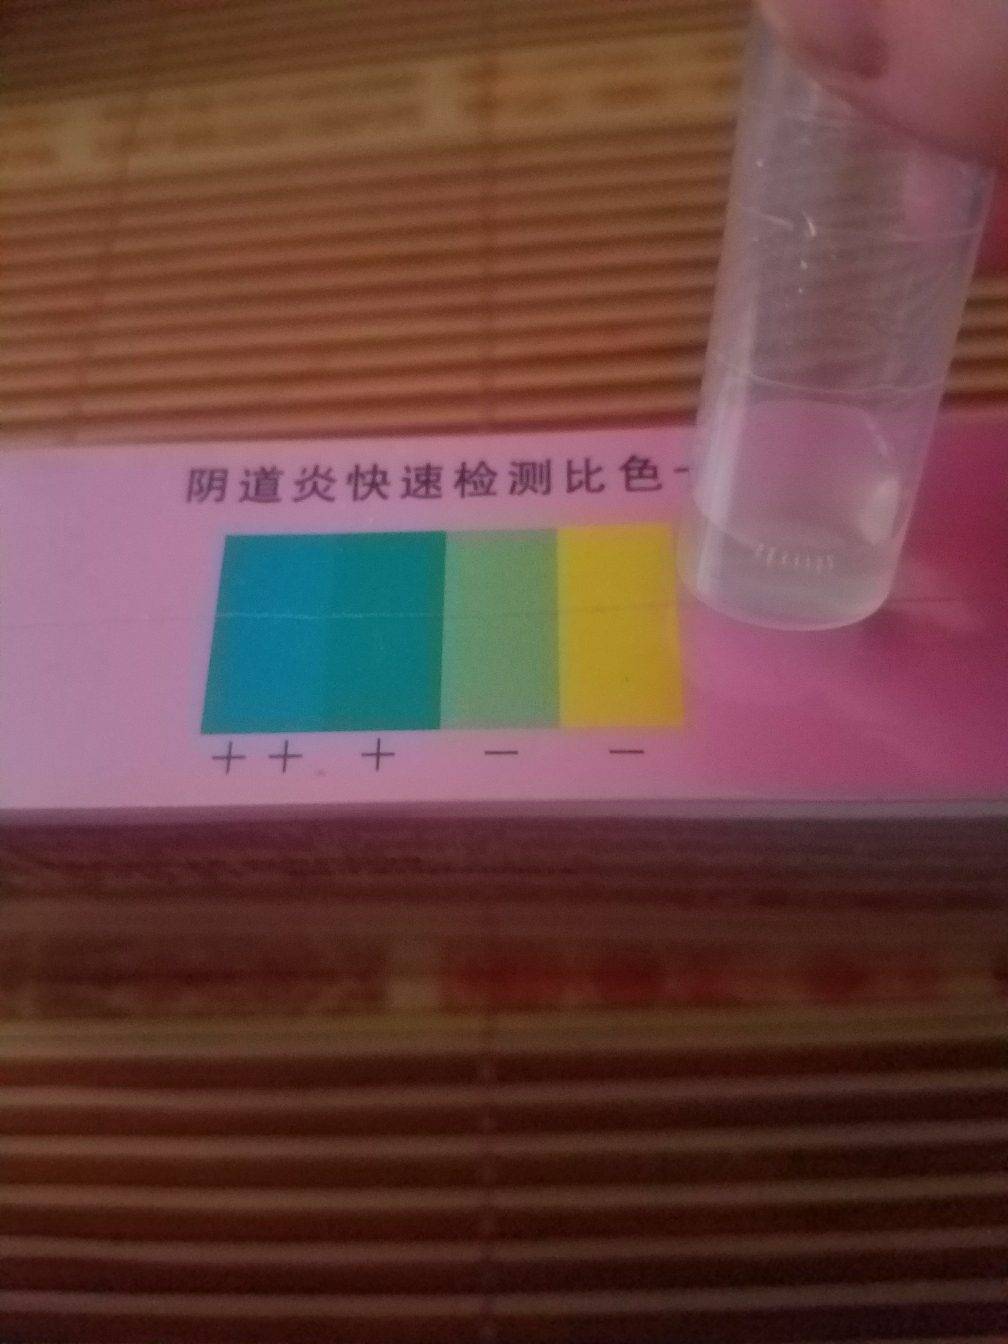 阴道炎快速检测比色
++ + — —